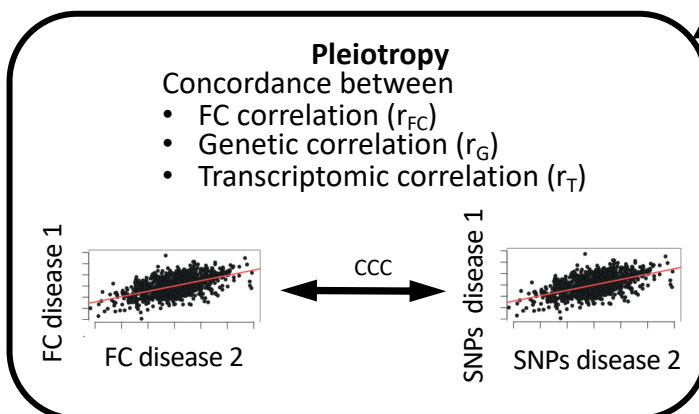 Pleiotropy
Concordance between
• FC correlation (rFC)
• Genetic correlation (rG)
• Transcriptomic correlation (rT)
FC disease 1
FC disease 2
CCC
SNPs disease 1
SNPs disease 2